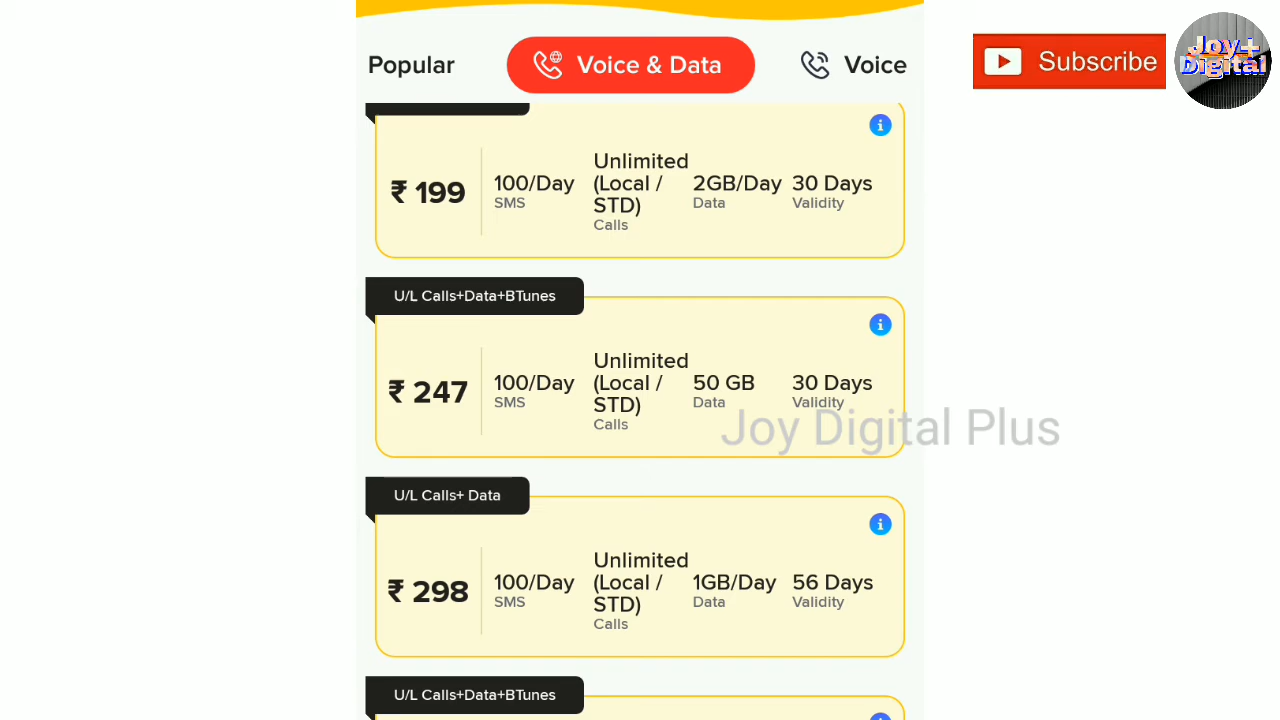 Popular
Voice & Data
Voice
Subscribe
Joy+
Digital
₹ 199
100/Day
SMS
Unlimited
(Local /
STD)
Calls
2GB/Day
Data
30 Days
Validity
U/L Calls+Data+BTunes
₹ 247
100/Day
SMS
Unlimited
(Local /
STD)
Calls
50 GB
Data
30 Days
Validity
Joy Digital Plus
U/L Calls+ Data
₹ 298
100/Day
SMS
Unlimited
(Local /
STD)
Calls
1GB/Day
Data
56 Days
Validity
U/L Calls+Data+BTunes